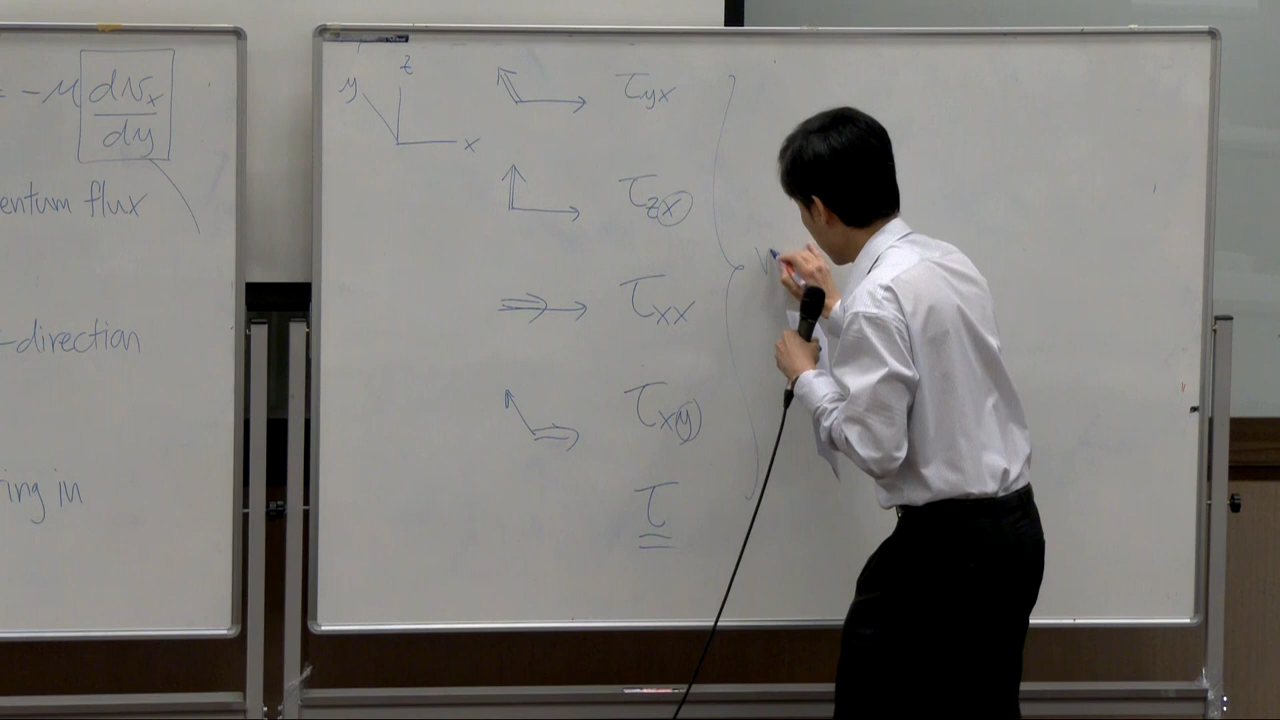 = -μ dvx
dy
entum flux
-direction
ring in
z
y
x
τyx
τzx
τxx
τxy
τ